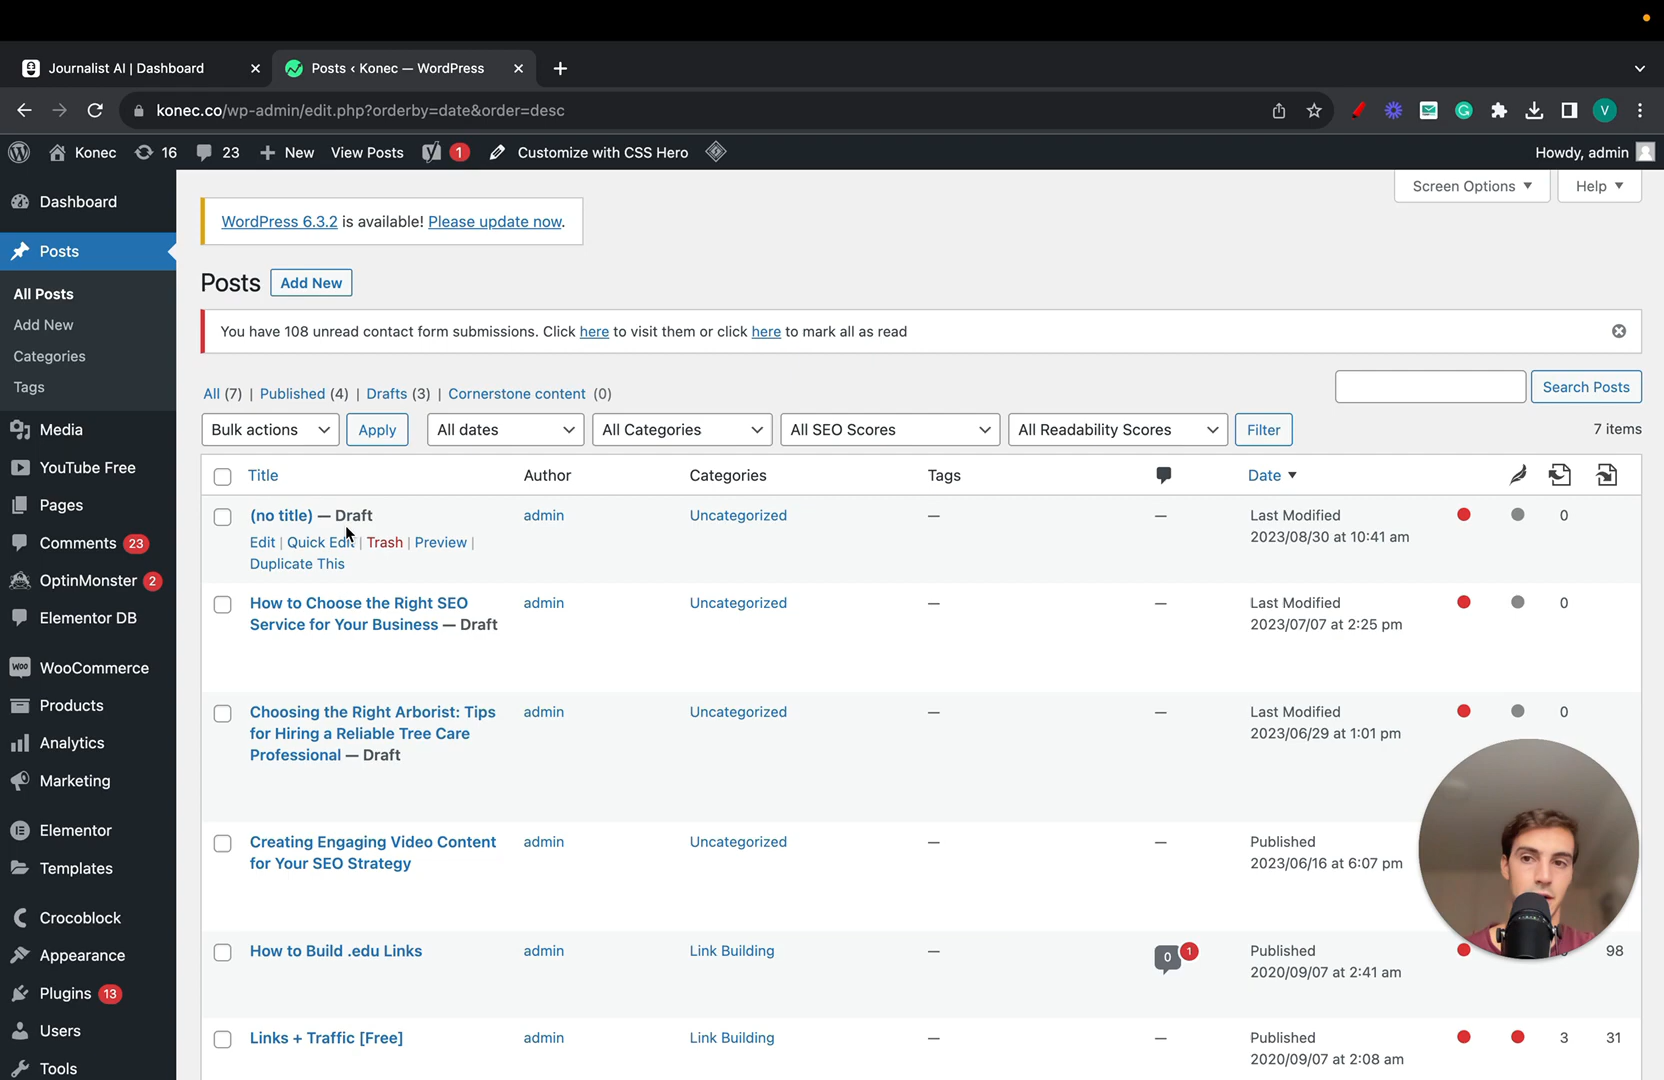 Journalist AI | Dashboard
Posts ‹ Konec — WordPress
konec.co/wp-admin/edit.php?orderby=date&order=desc
V
Konec 16 23 New View Posts 1 Customize with CSS Hero
Howdy, admin
Screen Options Help
WordPress 6.3.2 is available! Please update now.
Posts Add New
You have 108 unread contact form submissions. Click here to visit them or click here to mark all as read
All (7) | Published (4) | Drafts (3) | Cornerstone content (0)
Search Posts
Bulk actions Apply All dates All Categories All SEO Scores All Readability Scores Filter 7 items
Title Author Categories Tags Date
(no title) — Draft admin Uncategorized — — Last Modified 0
2023/08/30 at 10:41 am
Edit | Quick Edit | Trash | Preview |
Duplicate This
How to Choose the Right SEO admin Uncategorized — — Last Modified 0
Service for Your Business — Draft 2023/07/07 at 2:25 pm
Choosing the Right Arborist: Tips admin Uncategorized — — Last Modified 0
for Hiring a Reliable Tree Care 2023/06/29 at 1:01 pm
Professional — Draft
Creating Engaging Video Content admin Uncategorized — — Published
for Your SEO Strategy 2023/06/16 at 6:07 pm
How to Build .edu Links admin Link Building — 0 1 Published 98
2020/09/07 at 2:41 am
Links + Traffic [Free] admin Link Building — — Published 3 31
2020/09/07 at 2:08 am
Dashboard
Posts
All Posts
Add New
Categories
Tags
Media
YouTube Free
Pages
Comments 23
OptinMonster 2
Elementor DB
Woo WooCommerce
Products
Analytics
Marketing
Elementor
Templates
Crocoblock
Appearance
Plugins 13
Users
Tools